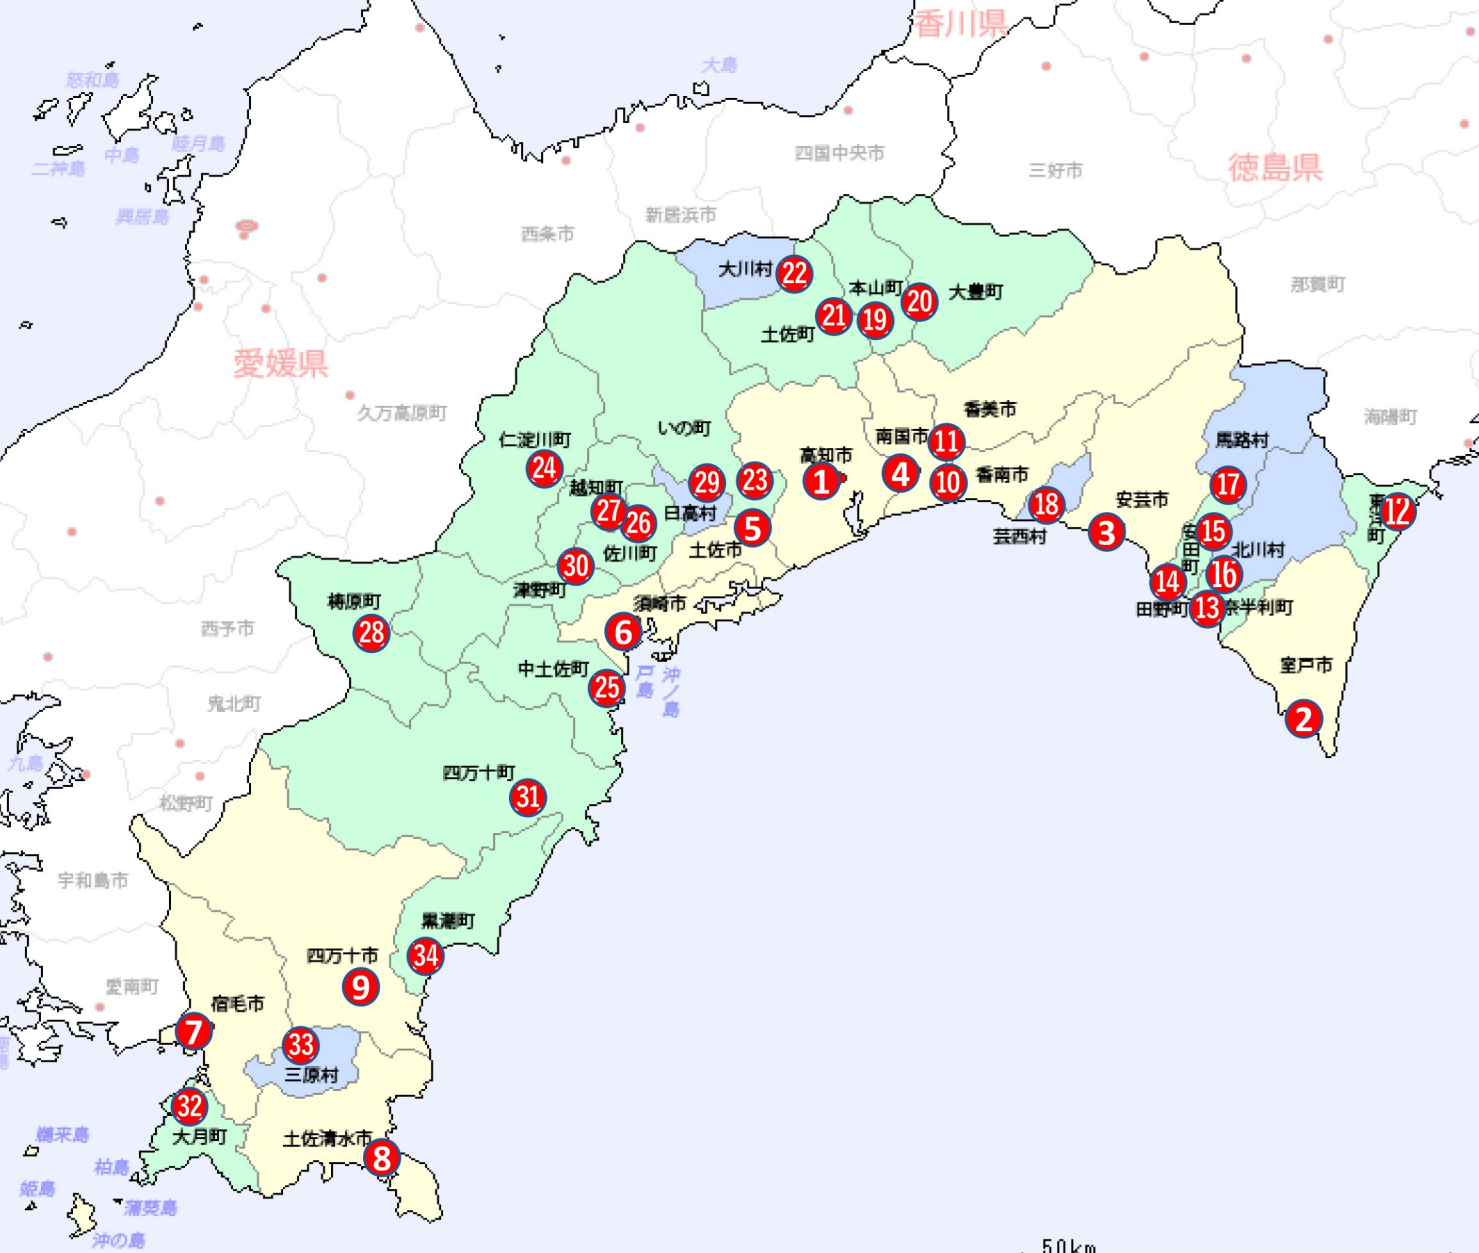 香川県
大島
怒和島
睦月島
中島
二神島
興居島
四国中央市
三好市
徳島県
新居浜市
西条市
那賀町
大川村
22
本山町
20
大豊町
21
19
土佐町
愛媛県
久万高原町
海陽町
香美市
いの町
南国市
11
仁淀川町
高知市
馬路村
24
29
23
1
4
10
香南市
17
越知町
安芸市
27
26
日高村
5
18
芸西村
3
15
12
東洋町
佐川町
土佐市
安田町
北川村
30
津野町
14
16
梼原町
須崎市
田野町
13
奈半利町
西予市
28
6
中土佐町
25
戸島
沖ノ島
室戸市
2
鬼北町
九島
四万十町
31
松野町
宇和島市
黒潮町
34
四万十市
9
愛南町
宿毛市
7
33
三原村
32
大月町
土佐清水市
8
鵜来島
柏島
姫島
蒲葵島
沖の島
50km